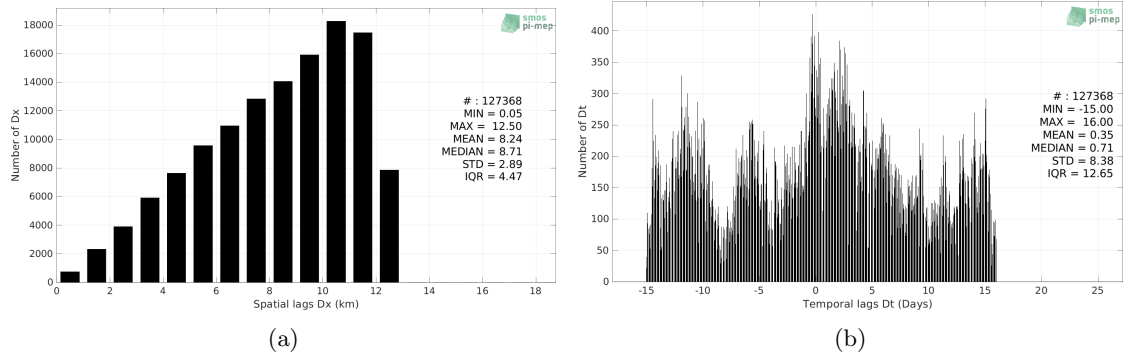 smos
pi-mep
18000
16000
14000
12000
10000
8000
6000
4000
2000
0
Number of Dx
# : 127368
MIN = 0.05
MAX = 12.50
MEAN = 8.24
MEDIAN = 8.71
STD = 2.89
IQR = 4.47
0 2 4 6 8 10 12 14 16 18
Spatial lags Dx (km)
(a)
smos
pi-mep
400
350
300
250
200
150
100
50
0
Number of Dt
# : 127368
MIN = -15.00
MAX = 16.00
MEAN = 0.35
MEDIAN = 0.71
STD = 8.38
IQR = 12.65
-15 -10 -5 0 5 10 15 20 25
Temporal lags Dt (Days)
(b)